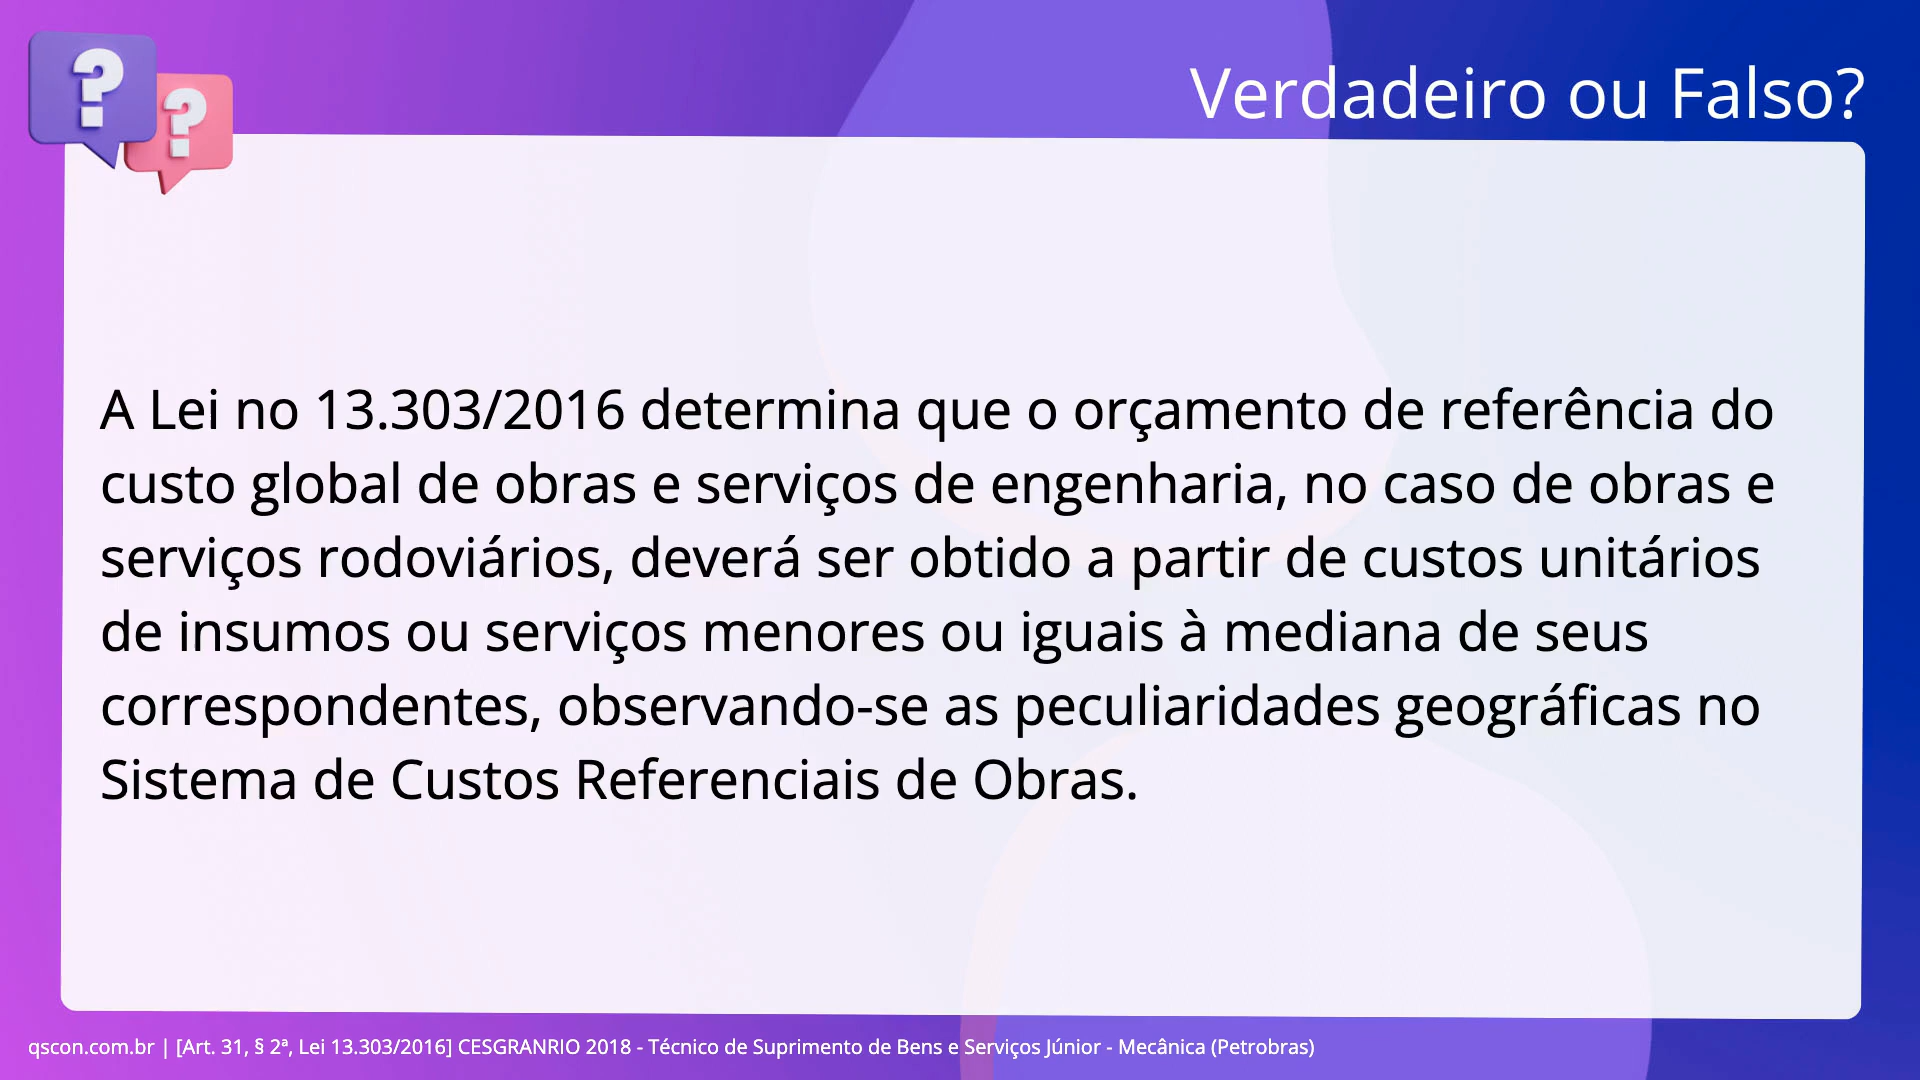 ?
?
Verdadeiro ou Falso?
A Lei no 13.303/2016 determina que o orçamento de referência do
custo global de obras e serviços de engenharia, no caso de obras e
serviços rodoviários, deverá ser obtido a partir de custos unitários
de insumos ou serviços menores ou iguais à mediana de seus
correspondentes, observando-se as peculiaridades geográficas no
Sistema de Custos Referenciais de Obras.
qscon.com.br | [Art. 31, § 2ª, Lei 13.303/2016] CESGRANRIO 2018 - Técnico de Suprimento de Bens e Serviços Júnior - Mecânica (Petrobras)